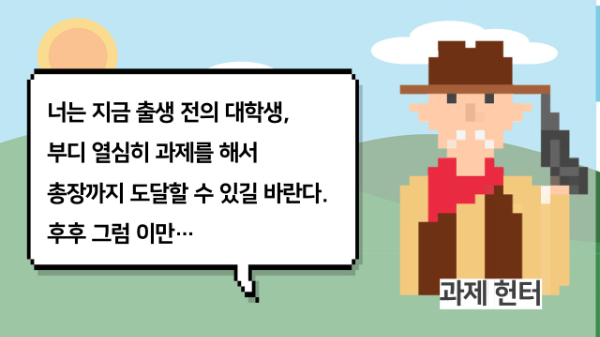 너는 지금 출생 전의 대학생,
부디 열심히 과제를 해서
총장까지 도달할 수 있길 바란다.
후후 그럼 이만…
과제 헌터